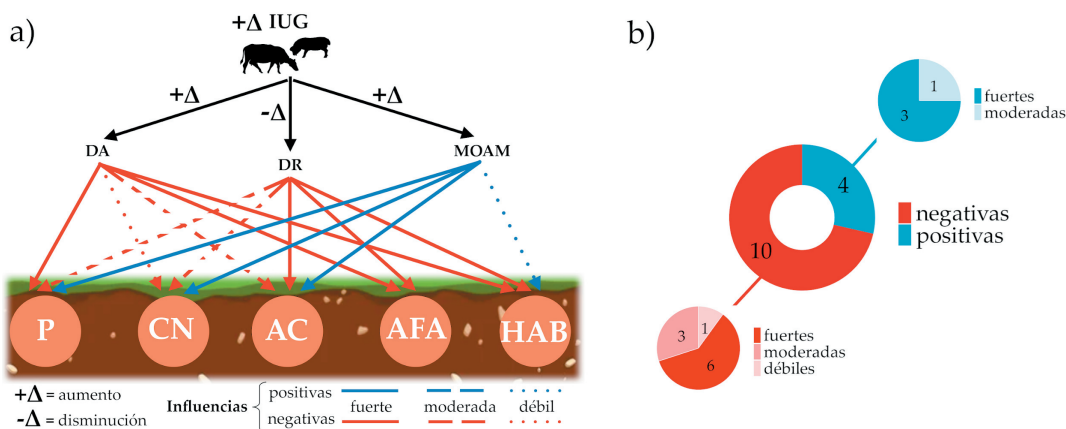 a)
+Δ IUG
+Δ
-Δ
+Δ
DA
DR
MOAM
P
CN
AC
AFA
HAB
+Δ = aumento
-Δ = disminución
Influencias
positivas
negativas
fuerte
moderada
débil
b)
1
3
fuertes
moderadas
4
10
negativas
positivas
3
1
6
fuertes
moderadas
débiles